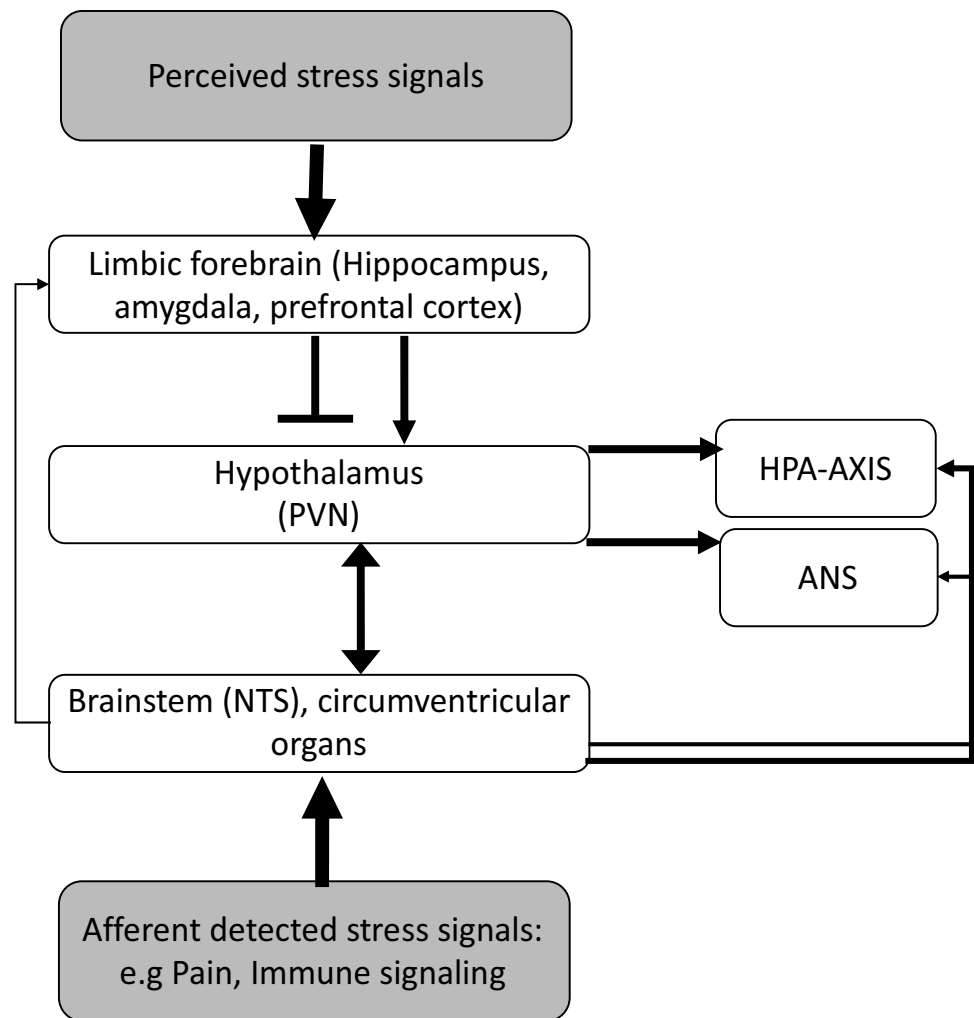 Perceived stress signals
Limbic forebrain (Hippocampus,
amygdala, prefrontal cortex)
Hypothalamus
(PVN)
HPA-AXIS
ANS
Brainstem (NTS), circumventricular
organs
Afferent detected stress signals:
e.g Pain, Immune signaling